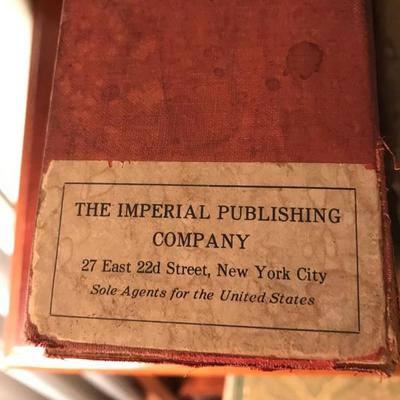 THE IMPERIAL PUBLISHING
COMPANY
27 East 22d Street, New York City
Sole Agents for the United States